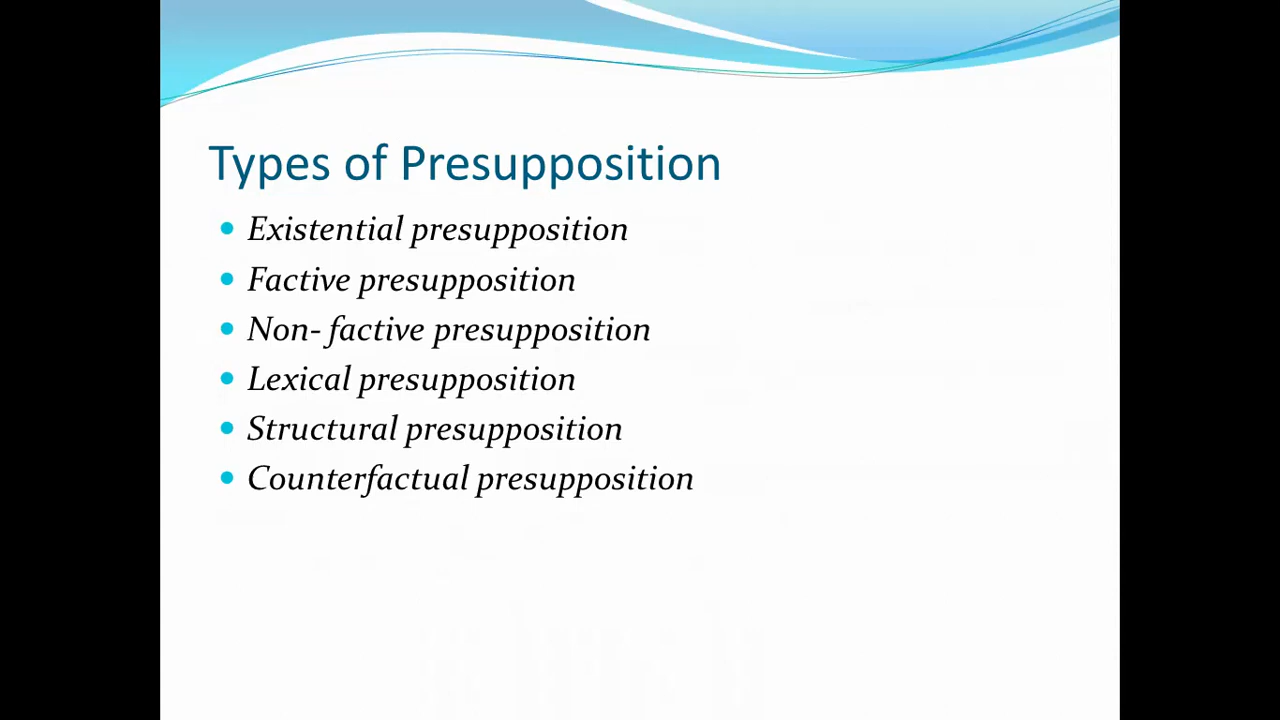 Types of Presupposition
• Existential presupposition
• Factive presupposition
• Non- factive presupposition
• Lexical presupposition
• Structural presupposition
• Counterfactual presupposition